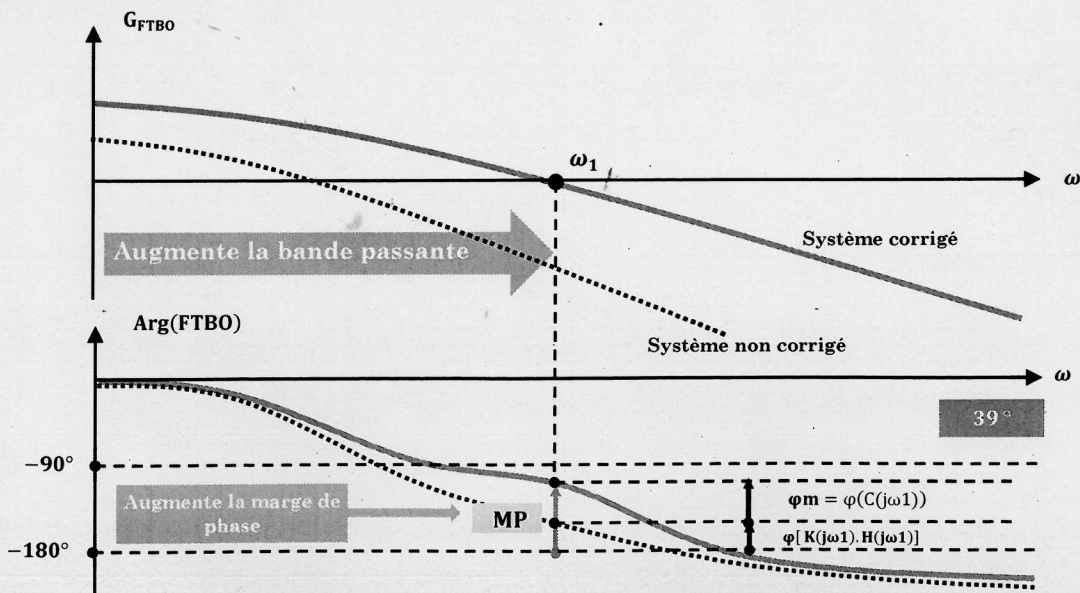 G_FTBO
ω₁
ω
Système corrigé
Augmente la bande passante
Arg(FTBO)
Système non corrigé
ω
39°
−90°
Augmente la marge de
phase
MP
φm = φ(C(jω1))
φ[K(jω1).H(jω1)]
−180°